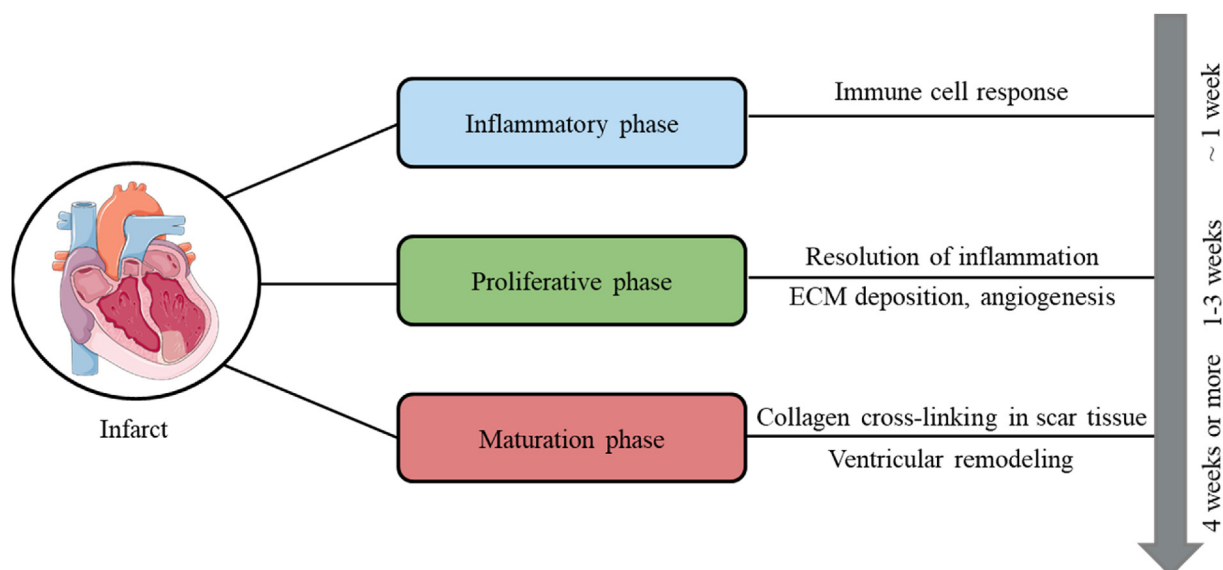 Inflammatory phase
Immune cell response
~ 1 week
Proliferative phase
Resolution of inflammation
ECM deposition, angiogenesis
1-3 weeks
Infarct
Maturation phase
Collagen cross-linking in scar tissue
Ventricular remodeling
4 weeks or more